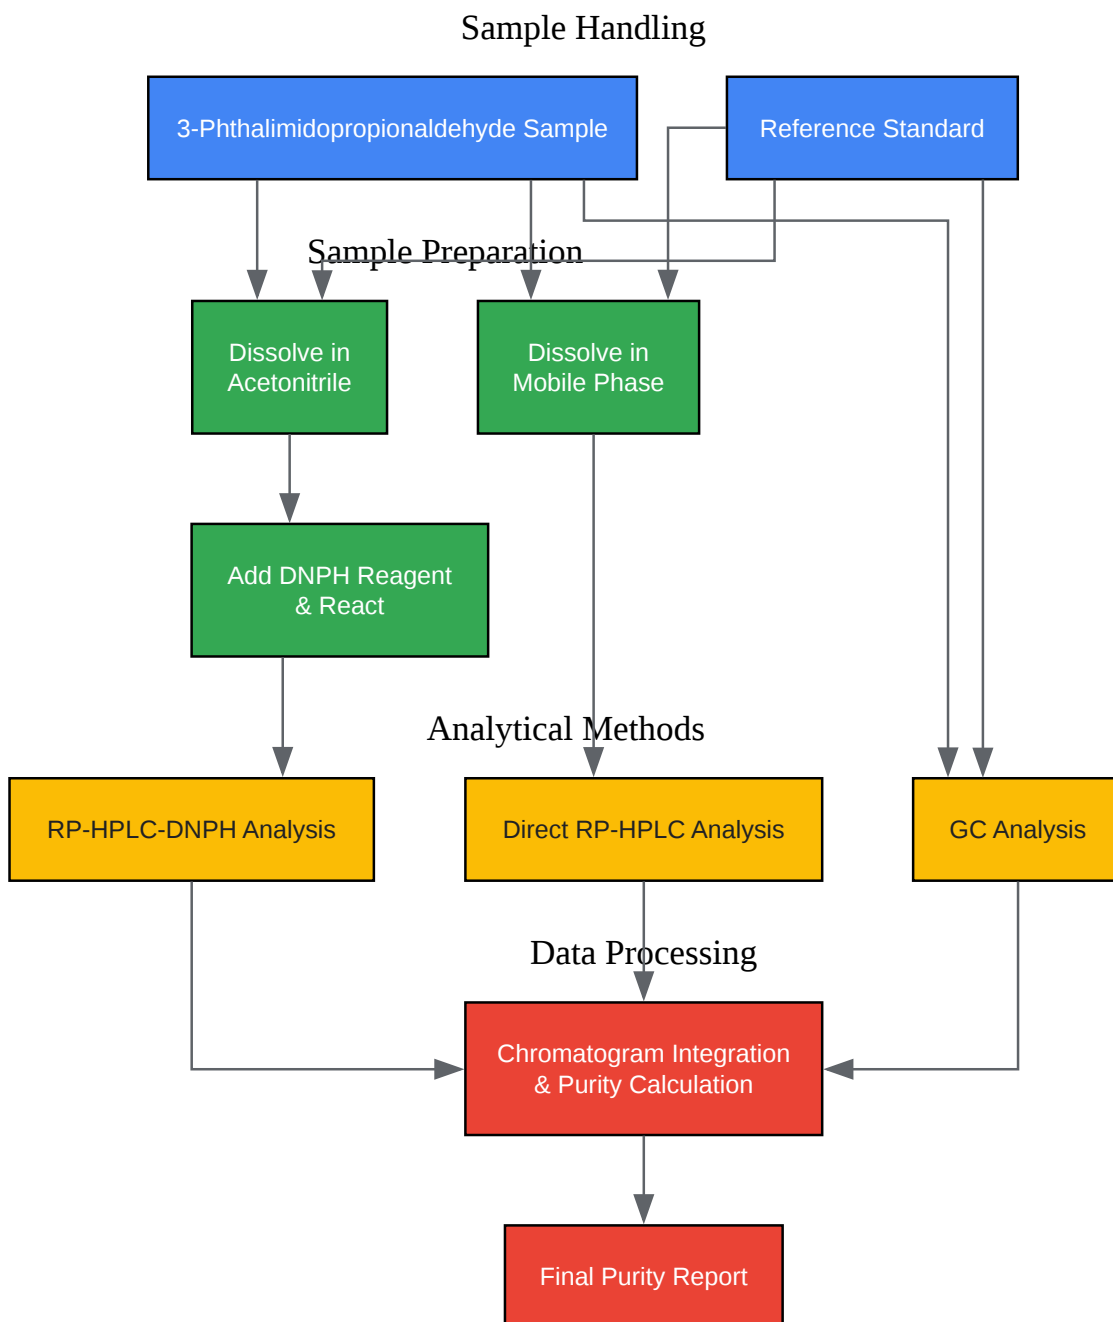 Sample Handling
3-Phthalimidopropionaldehyde Sample
Reference Standard
Sample Preparation
Dissolve in
Acetonitrile
Dissolve in
Mobile Phase
Add DNPH Reagent
& React
Analytical Methods
RP-HPLC-DNPH Analysis
Direct RP-HPLC Analysis
GC Analysis
Data Processing
Chromatogram Integration
& Purity Calculation
Final Purity Report